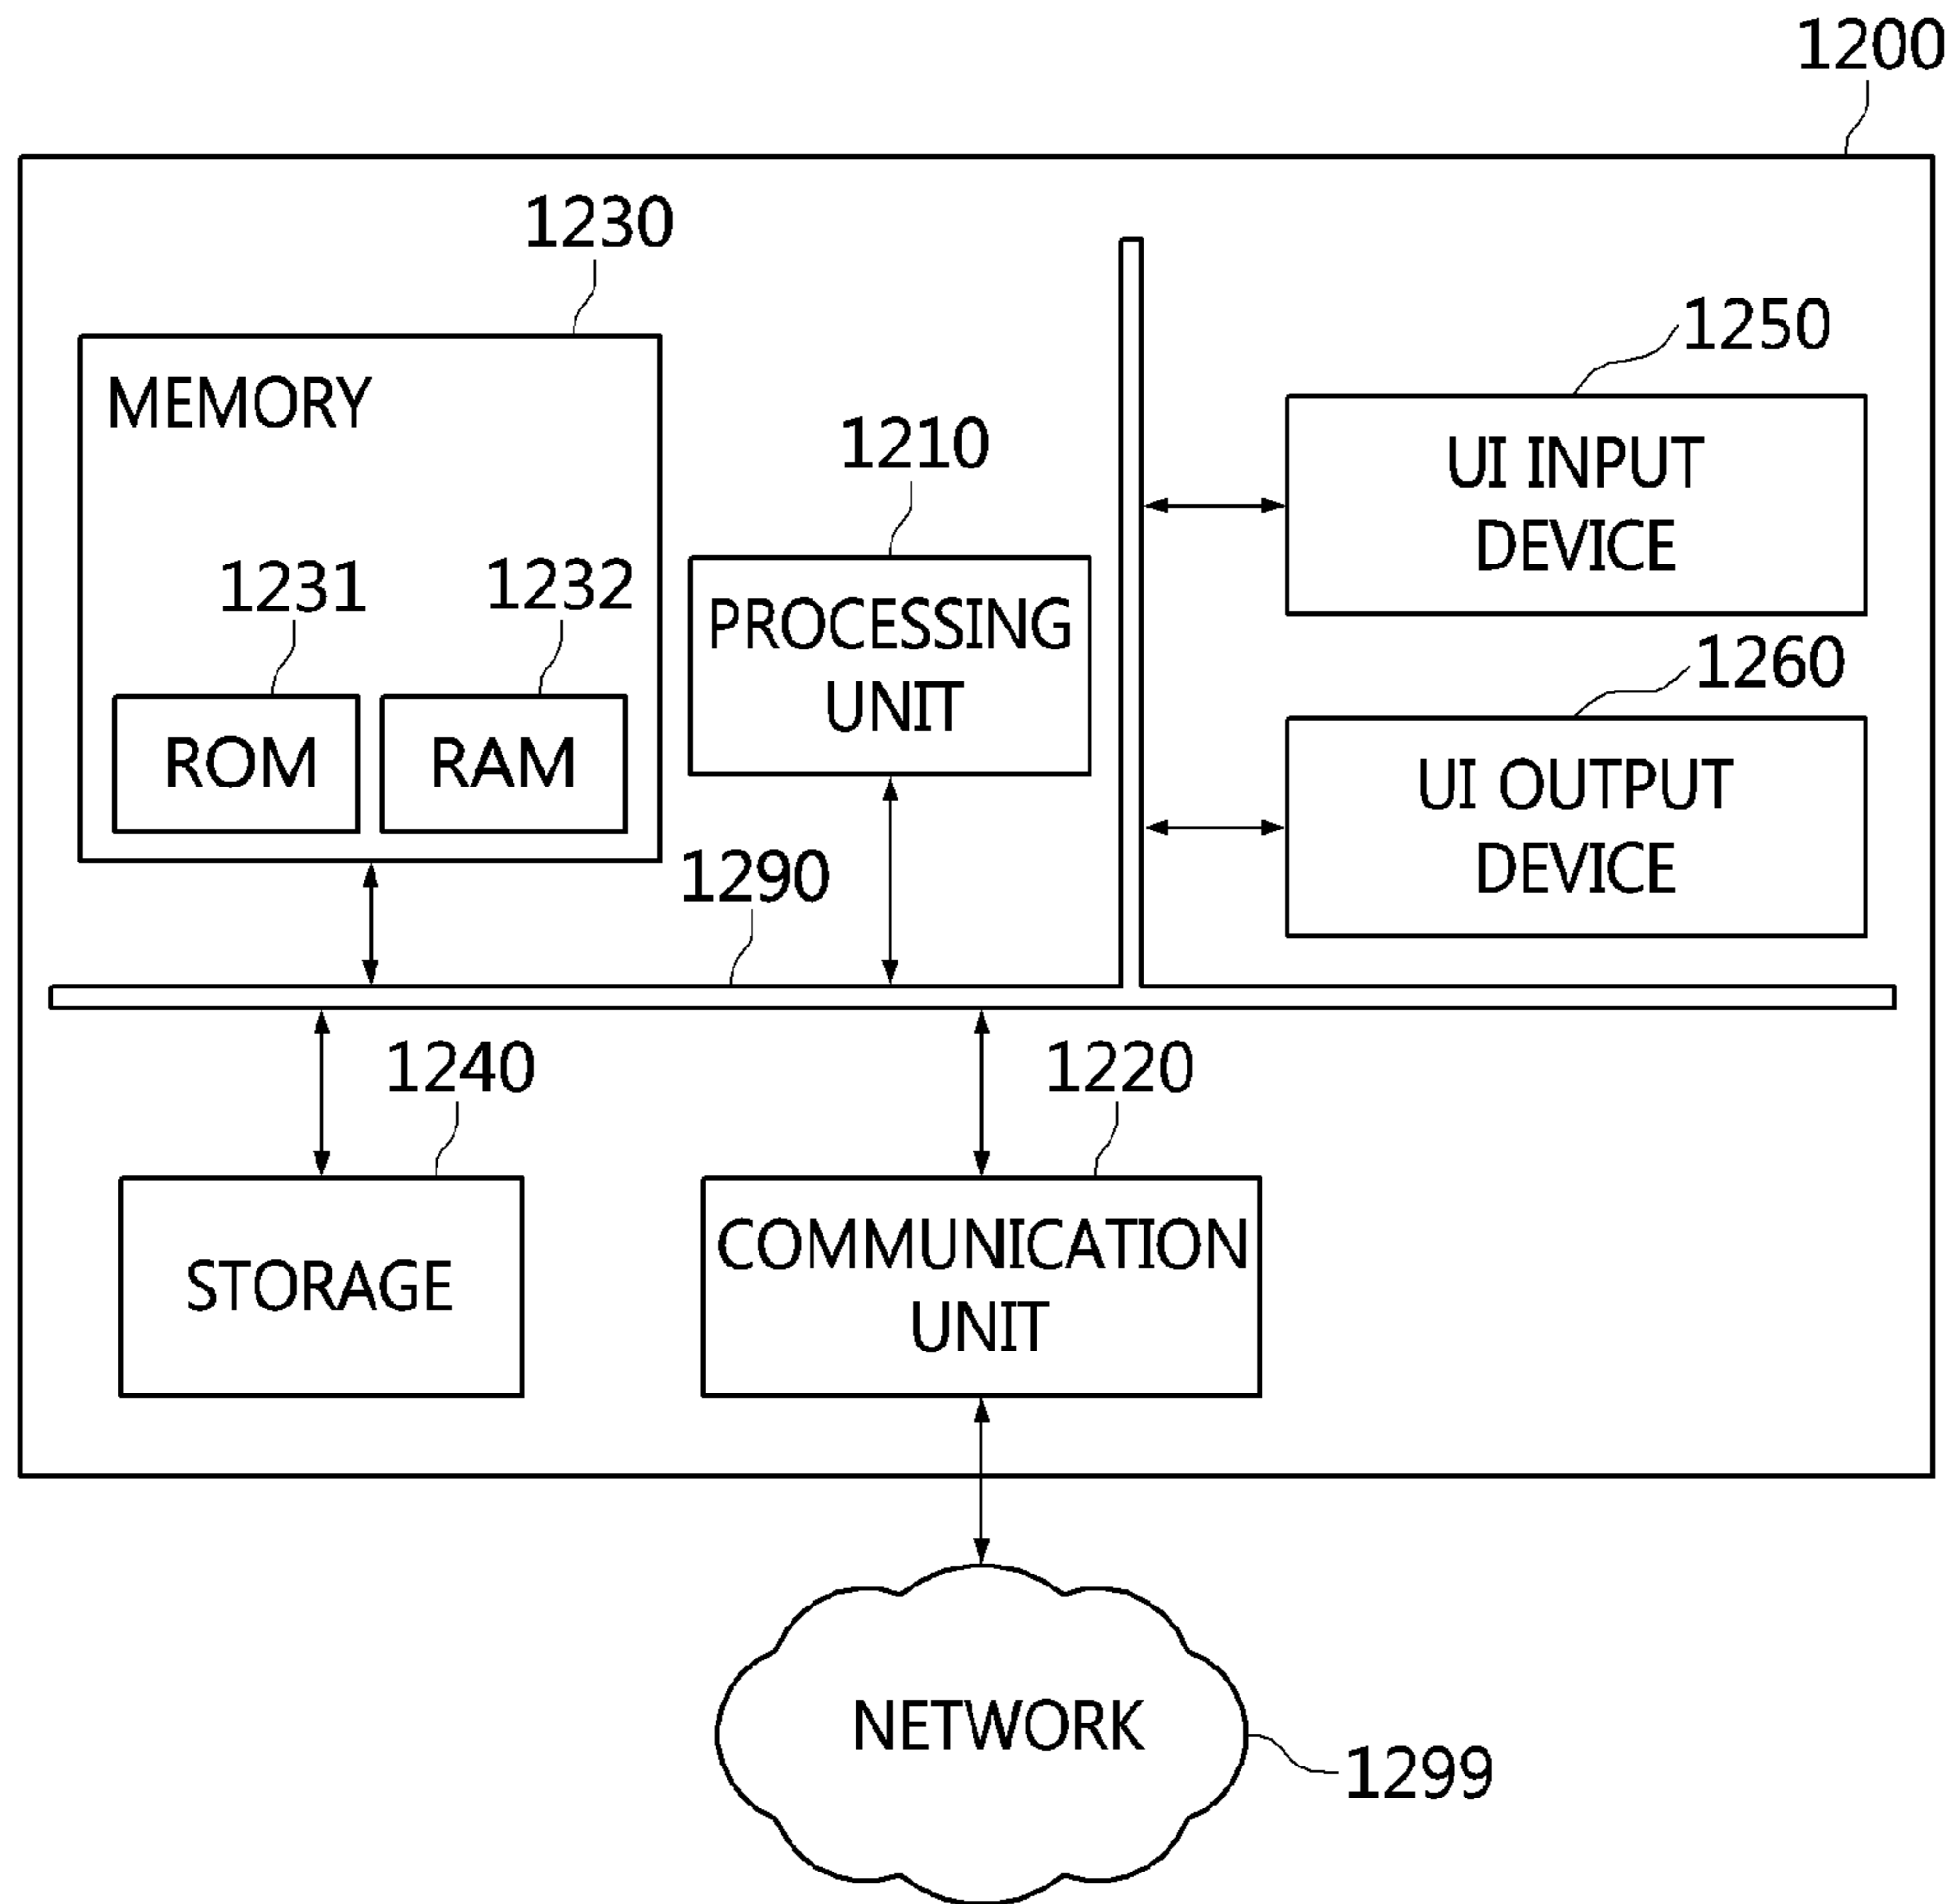 1200
1230
1250
MEMORY
1210
UI INPUT
DEVICE
1231
1232
PROCESSING
UNIT
1260
ROM
RAM
UI OUTPUT
DEVICE
1290
1240
1220
STORAGE
COMMUNICATION
UNIT
NETWORK
1299